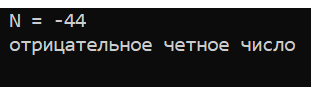 N = -44
отрицательное четное число